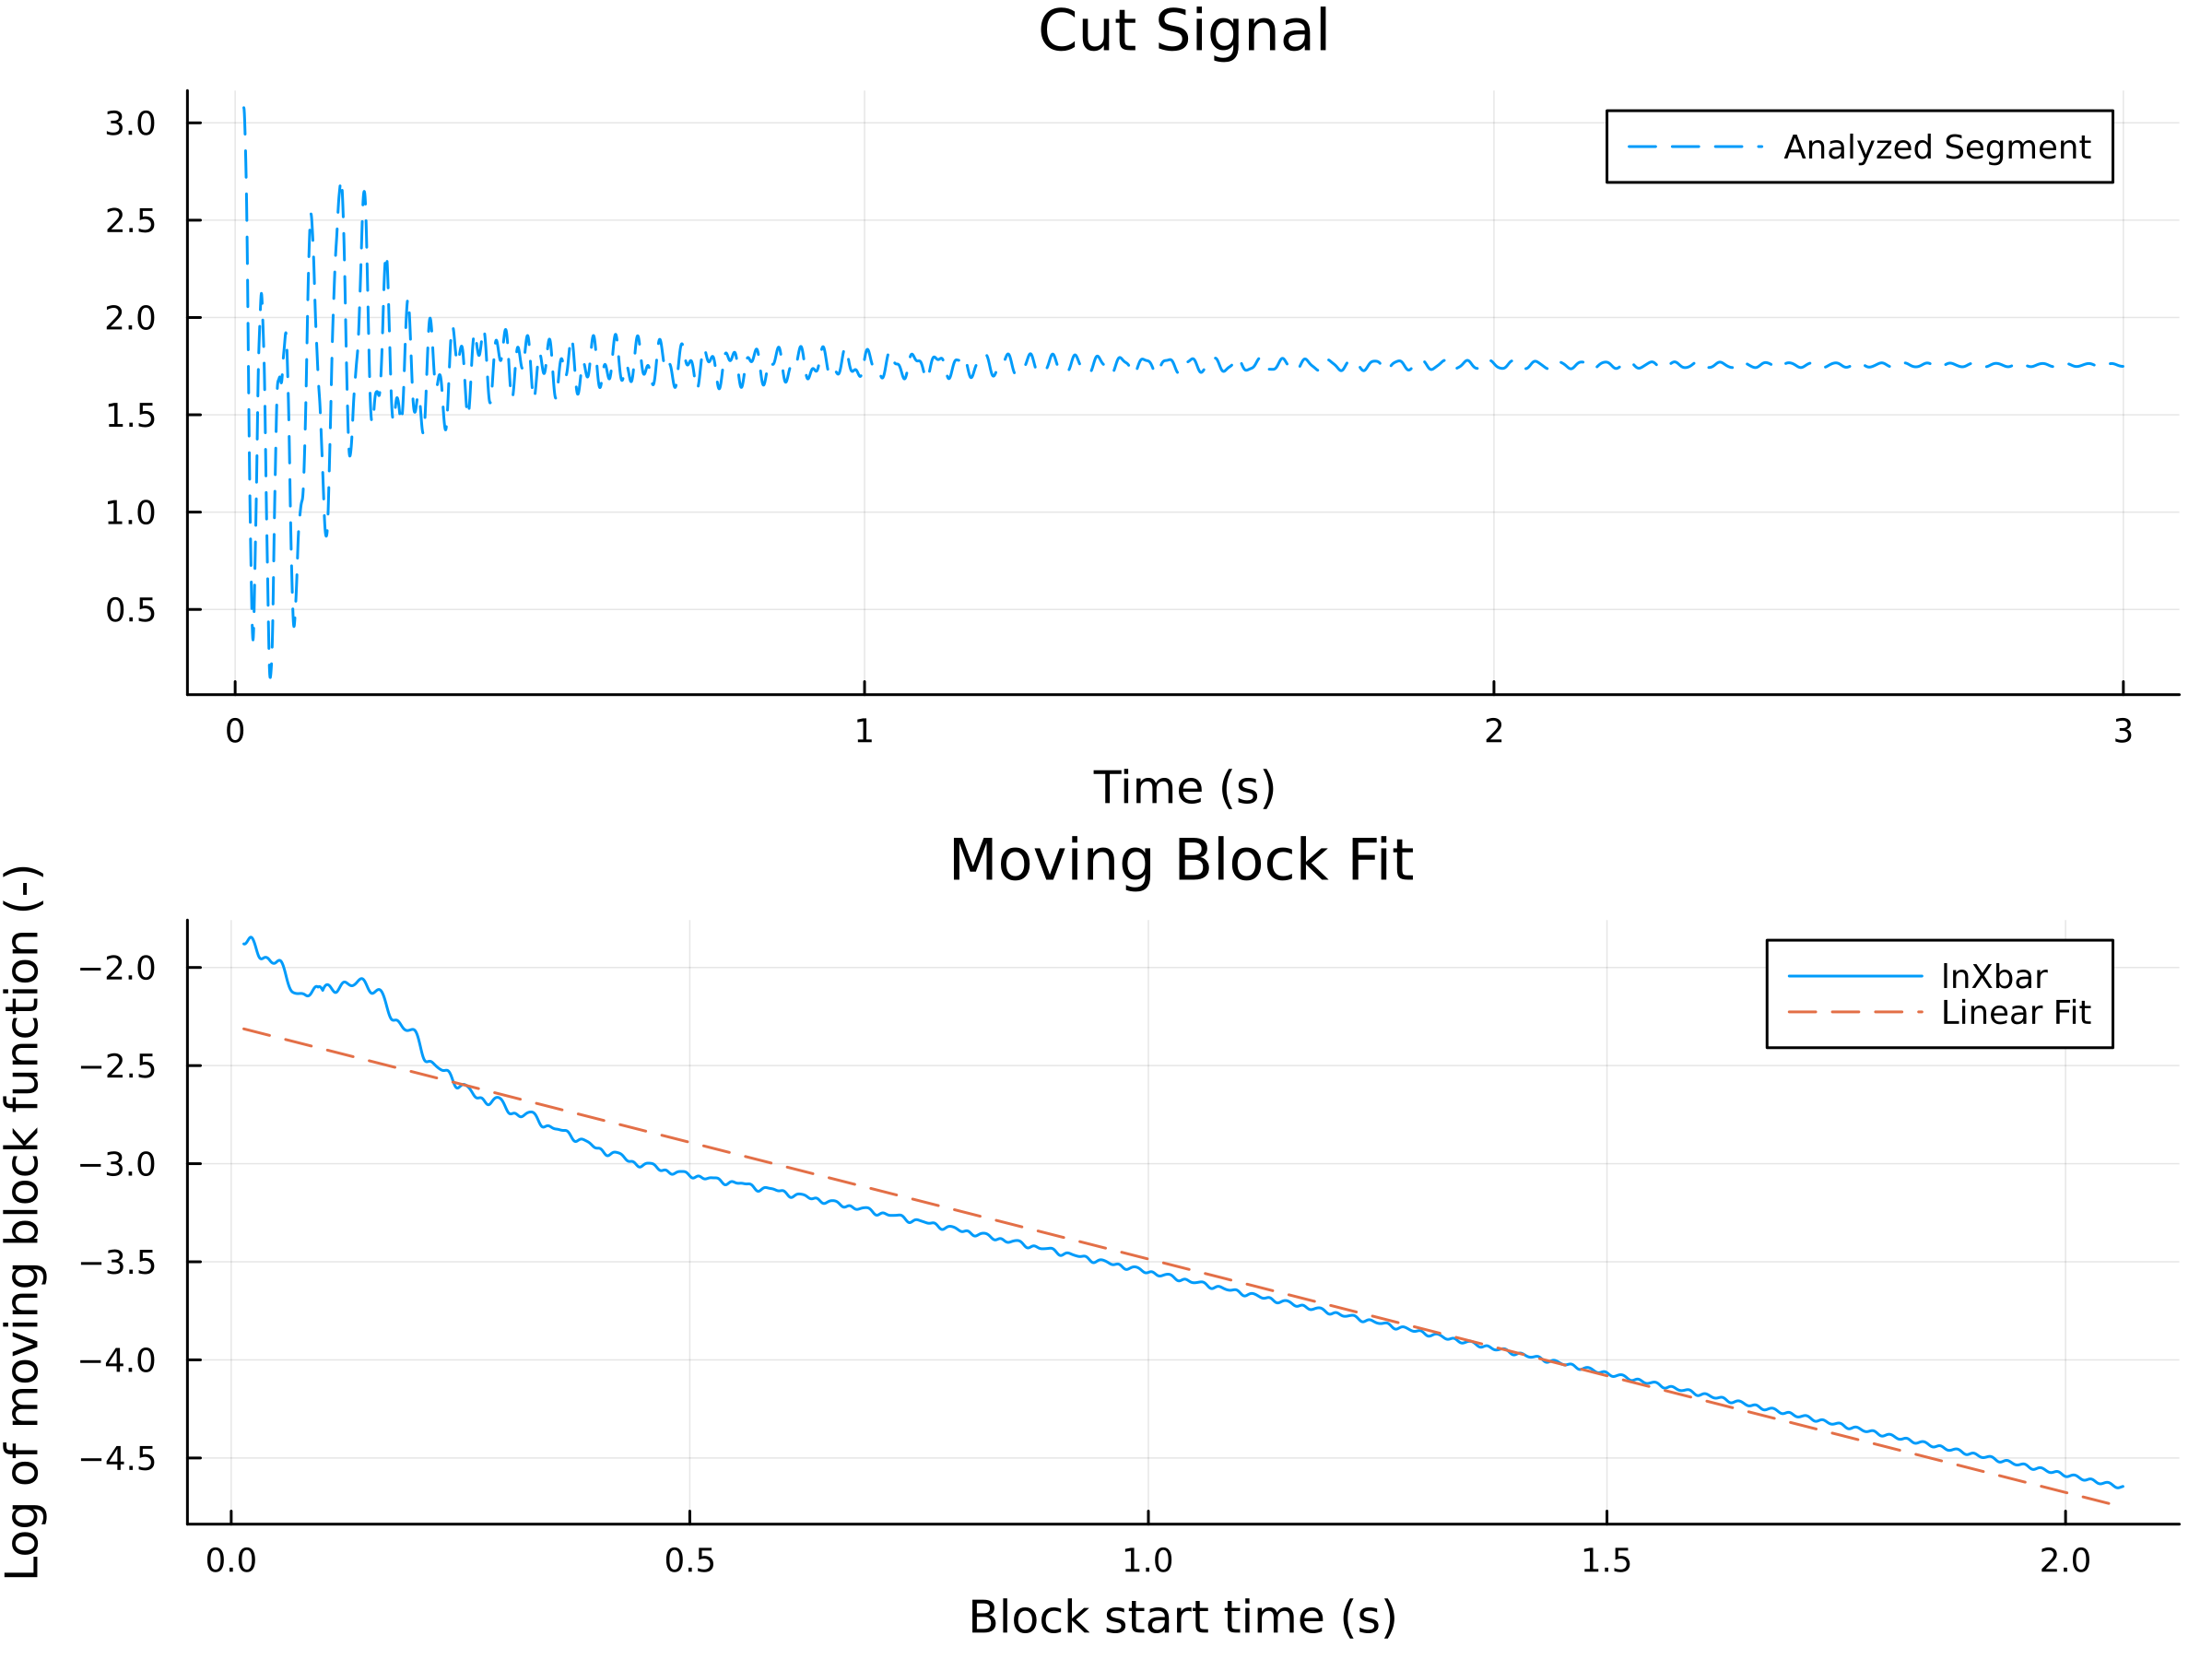 Cut Signal
Analyzed Segment
3.0
2.5
2.0
1.5
1.0
0.5
0 1 2 3
Time (s)
Moving Block Fit
Log of moving block function (-)
lnXbar
Linear Fit
−2.0
−2.5
−3.0
−3.5
−4.0
−4.5
0.0 0.5 1.0 1.5 2.0
Block start time (s)